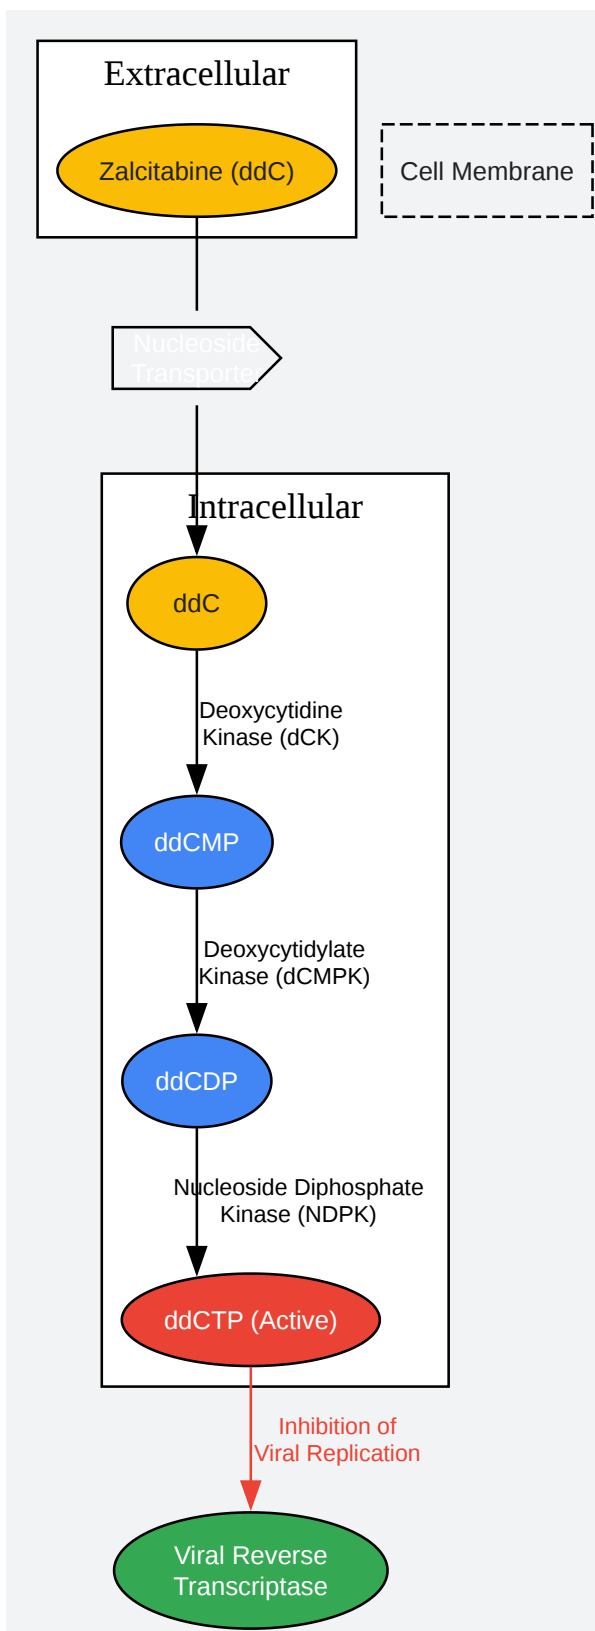 Extracellular
Zalcitabine (ddC)
Cell Membrane
Nucleoside
Transporter
Intracellular
ddC
Deoxycytidine
Kinase (dCK)
ddCMP
Deoxycytidylate
Kinase (dCMPK)
ddCDP
Nucleoside Diphosphate
Kinase (NDPK)
ddCTP (Active)
Inhibition of
Viral Replication
Viral Reverse
Transcriptase